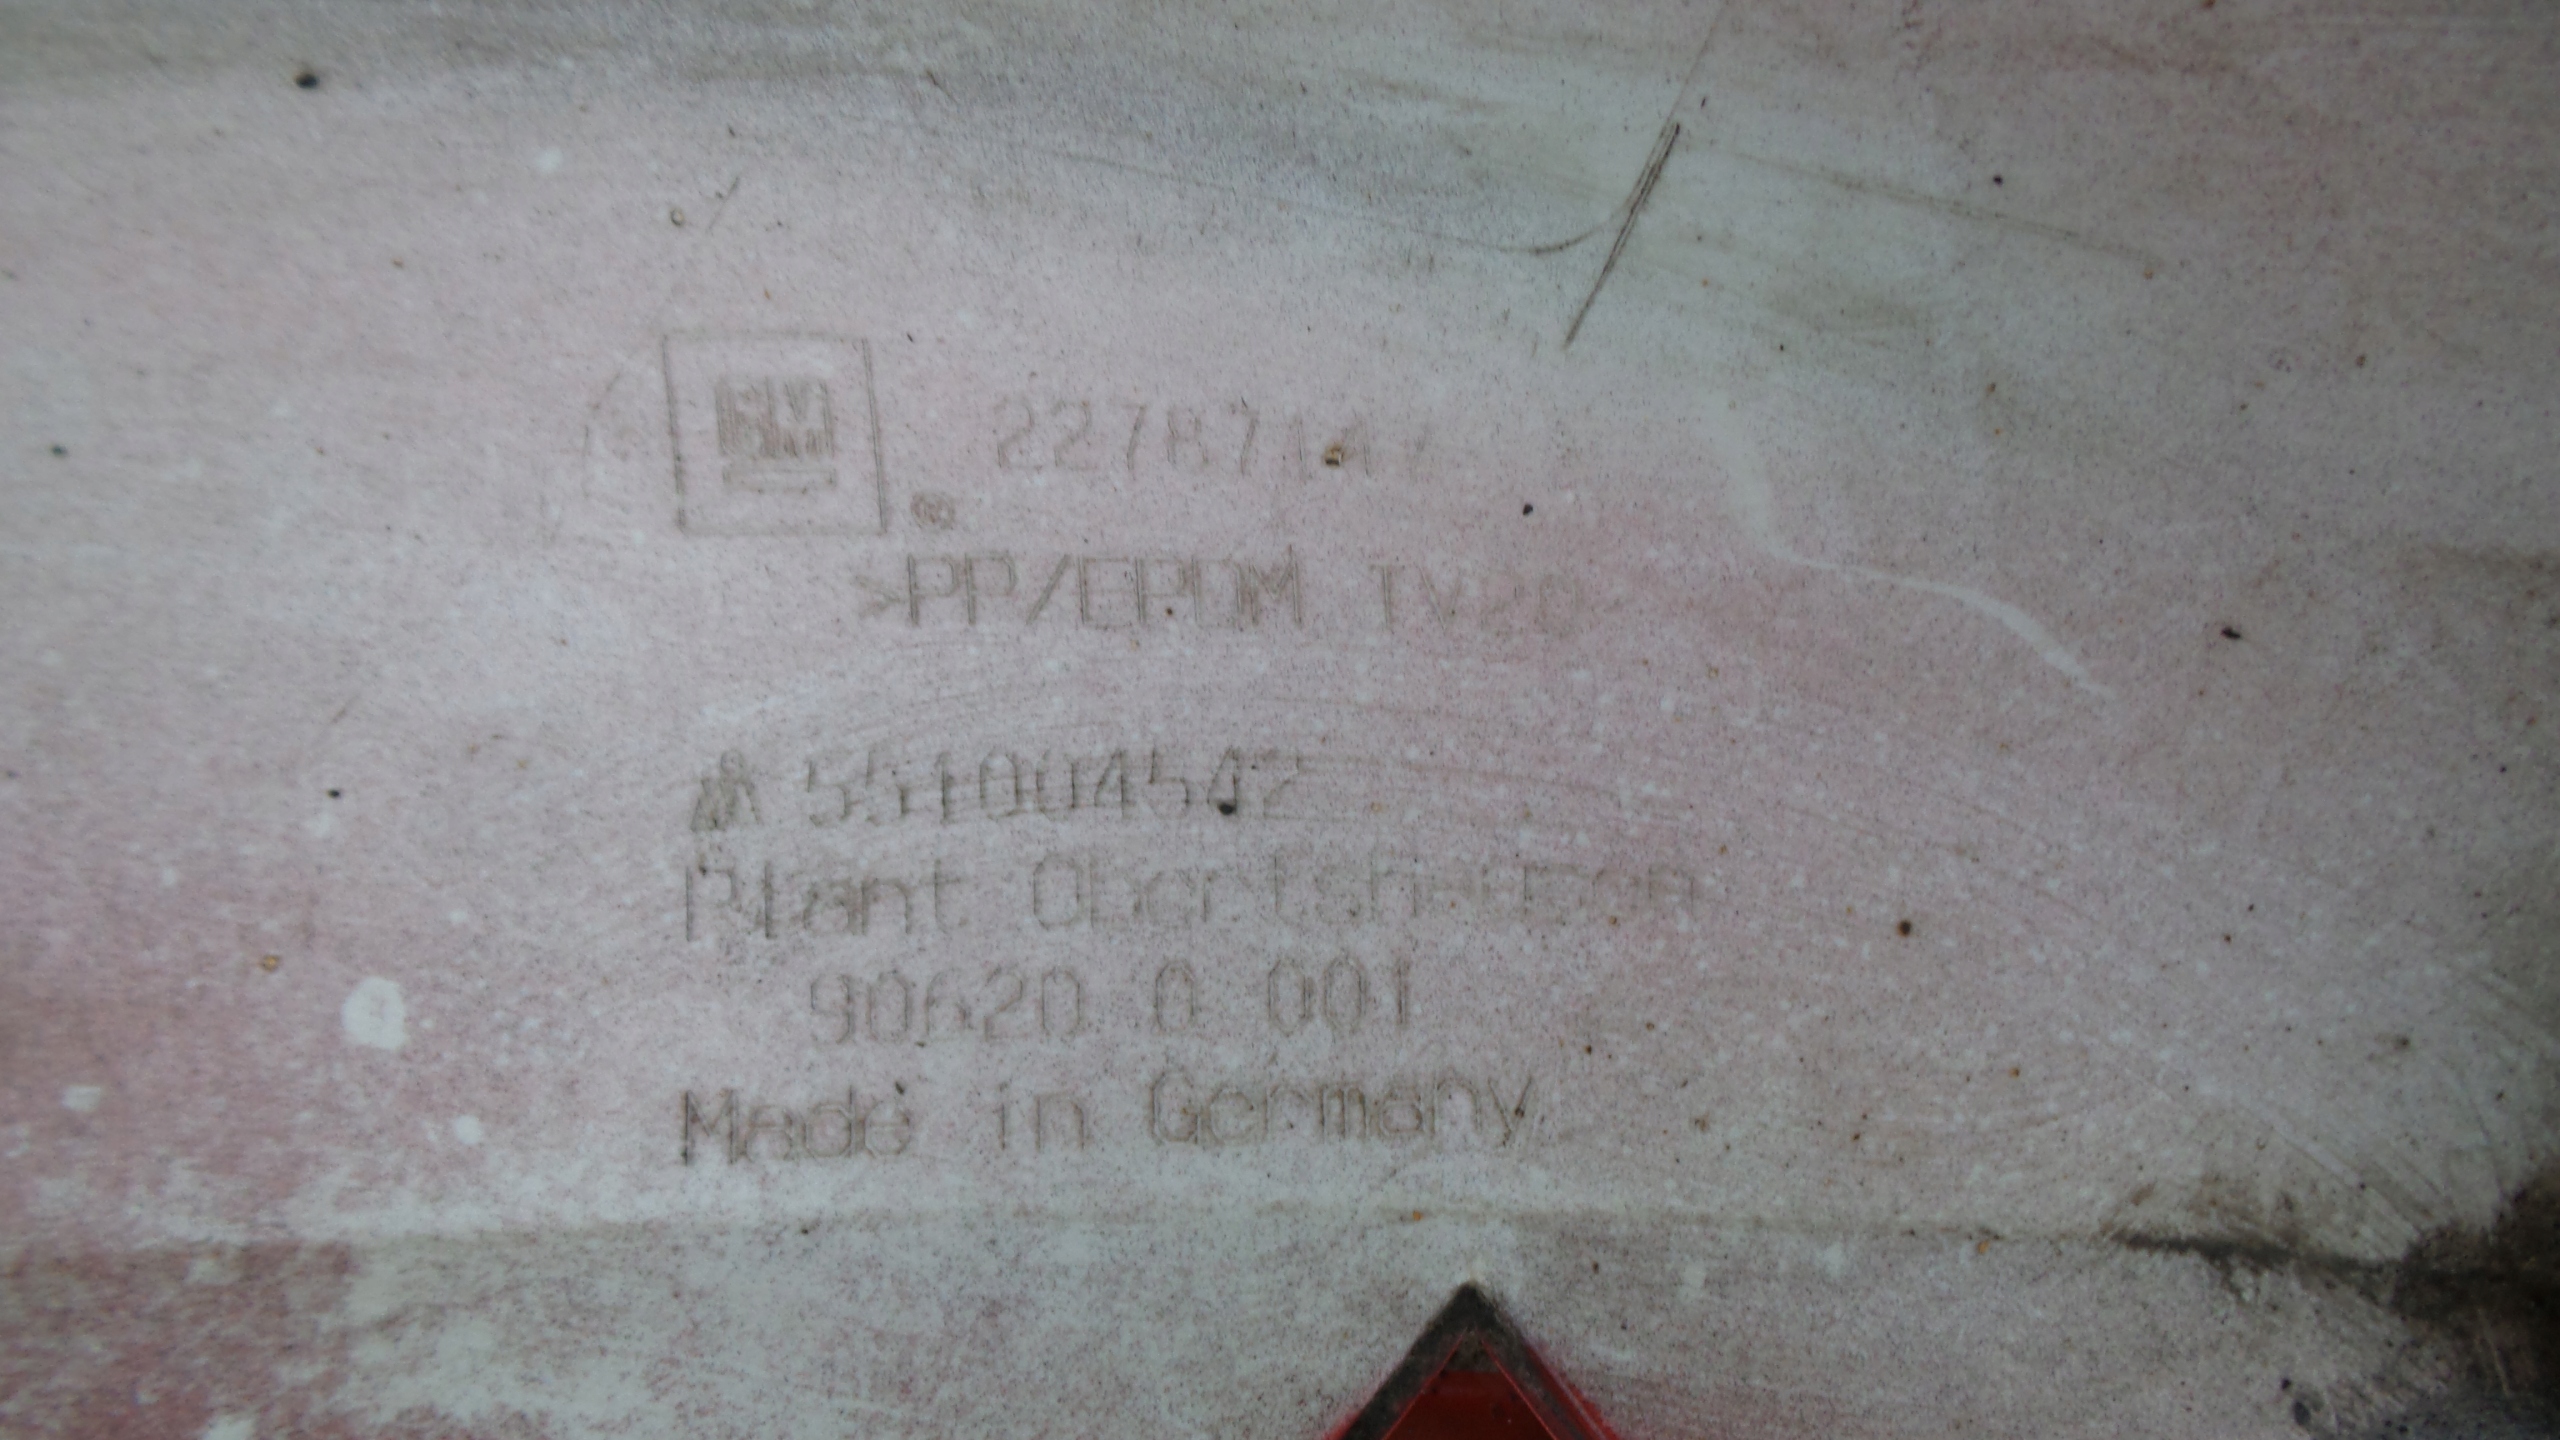 GM ® 22787147
>PP/EPDM TV20
551004542
Plant Obertshausen
90620 0 001
Made in Germany